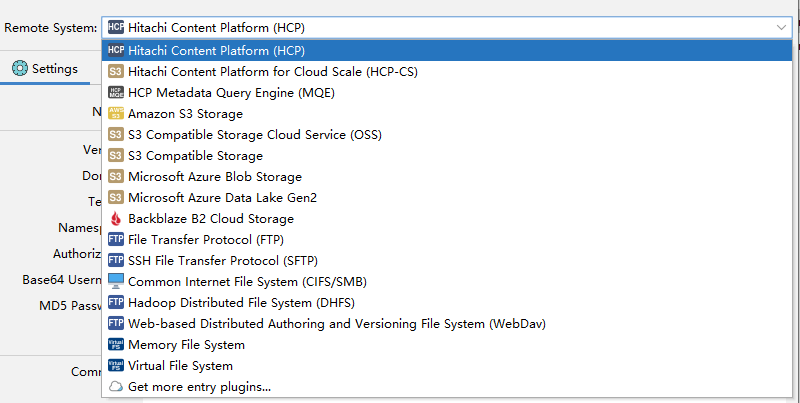 Remote System: HCP Hitachi Content Platform (HCP)
HCP Hitachi Content Platform (HCP)
Settings
S3 Hitachi Content Platform for Cloud Scale (HCP-CS)
HCP MQE HCP Metadata Query Engine (MQE)
N
AWS S3 Amazon S3 Storage
S3 S3 Compatible Storage Cloud Service (OSS)
Ver
S3 S3 Compatible Storage
Dor
S3 Microsoft Azure Blob Storage
Te
S3 Microsoft Azure Data Lake Gen2
Backblaze B2 Cloud Storage
Namesp
FTP File Transfer Protocol (FTP)
Authoriz
FTP SSH File Transfer Protocol (SFTP)
Base64 Usern
Common Internet File System (CIFS/SMB)
MD5 Passw
FTP Hadoop Distributed File System (DHFS)
FTP Web-based Distributed Authoring and Versioning File System (WebDav)
Virtual FS Memory File System
Virtual FS Virtual File System
Comm
Get more entry plugins...